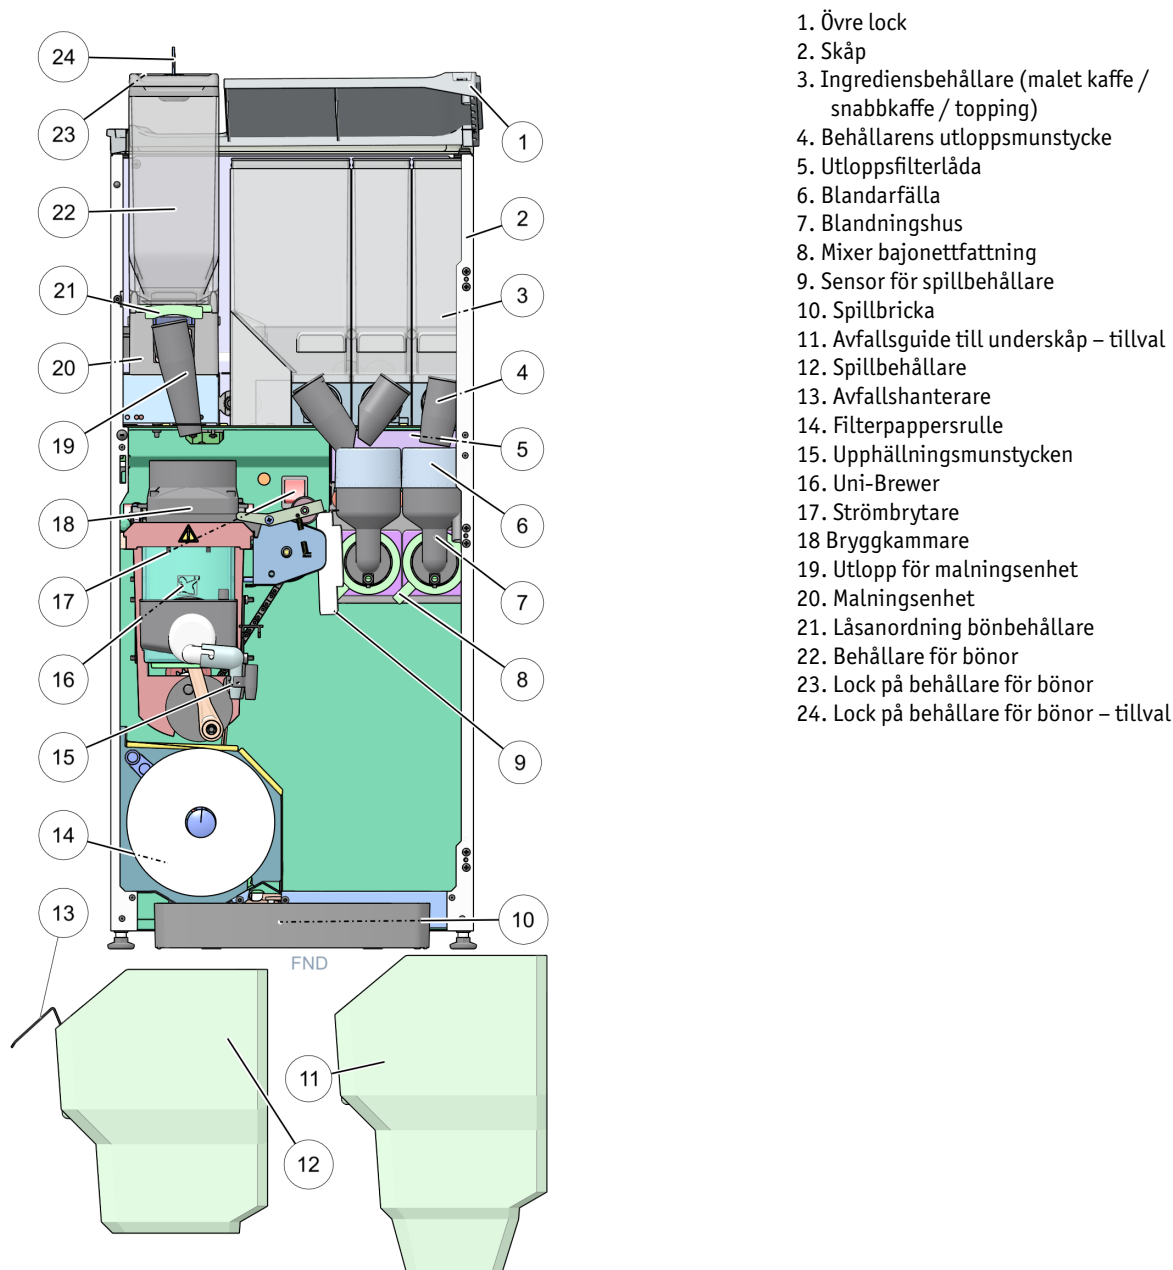 24
23
22
21
20
19
18
17
16
15
14
13
1
2
3
4
5
6
7
8
9
10
11
12
FND
1. Övre lock
2. Skåp
3. Ingrediensbehållare (malet kaffe /
snabbkaffe / topping)
4. Behållarens utloppsmunstycke
5. Utloppsfilterlåda
6. Blandarfälla
7. Blandningshus
8. Mixer bajonettfattning
9. Sensor för spillbehållare
10. Spillbricka
11. Avfallsguide till underskåp – tillval
12. Spillbehållare
13. Avfallshanterare
14. Filterpappersrulle
15. Upphällningsmunstycken
16. Uni-Brewer
17. Strömbrytare
18 Bryggkammare
19. Utlopp för malningsenhet
20. Malningsenhet
21. Låsanordning bönbehållare
22. Behållare för bönor
23. Lock på behållare för bönor
24. Lock på behållare för bönor – tillval